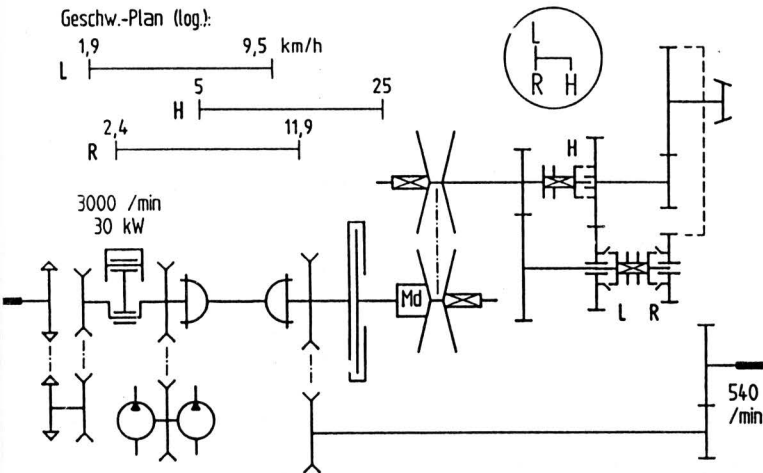 Geschw.-Plan (log.):
1,9 9,5 km/h
L
5 25
H
2,4 11,9
R
L
R H
3000 /min
30 kW
H
Md
L R
540
/min